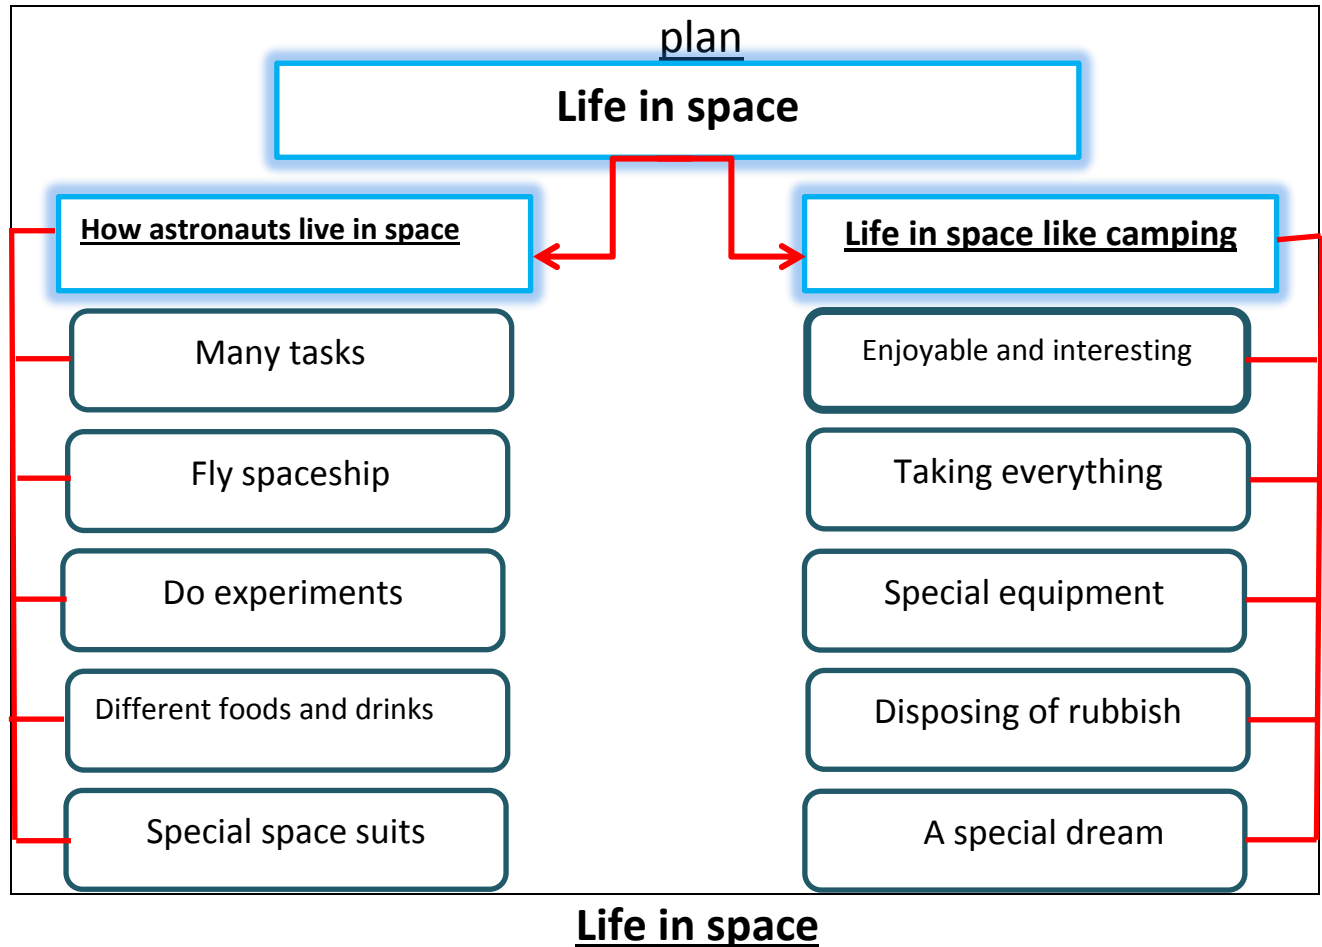 plan
Life in space
How astronauts live in space
Many tasks
Fly spaceship
Do experiments
Different foods and drinks
Special space suits
Life in space like camping
Enjoyable and interesting
Taking everything
Special equipment
Disposing of rubbish
A special dream
Life in space